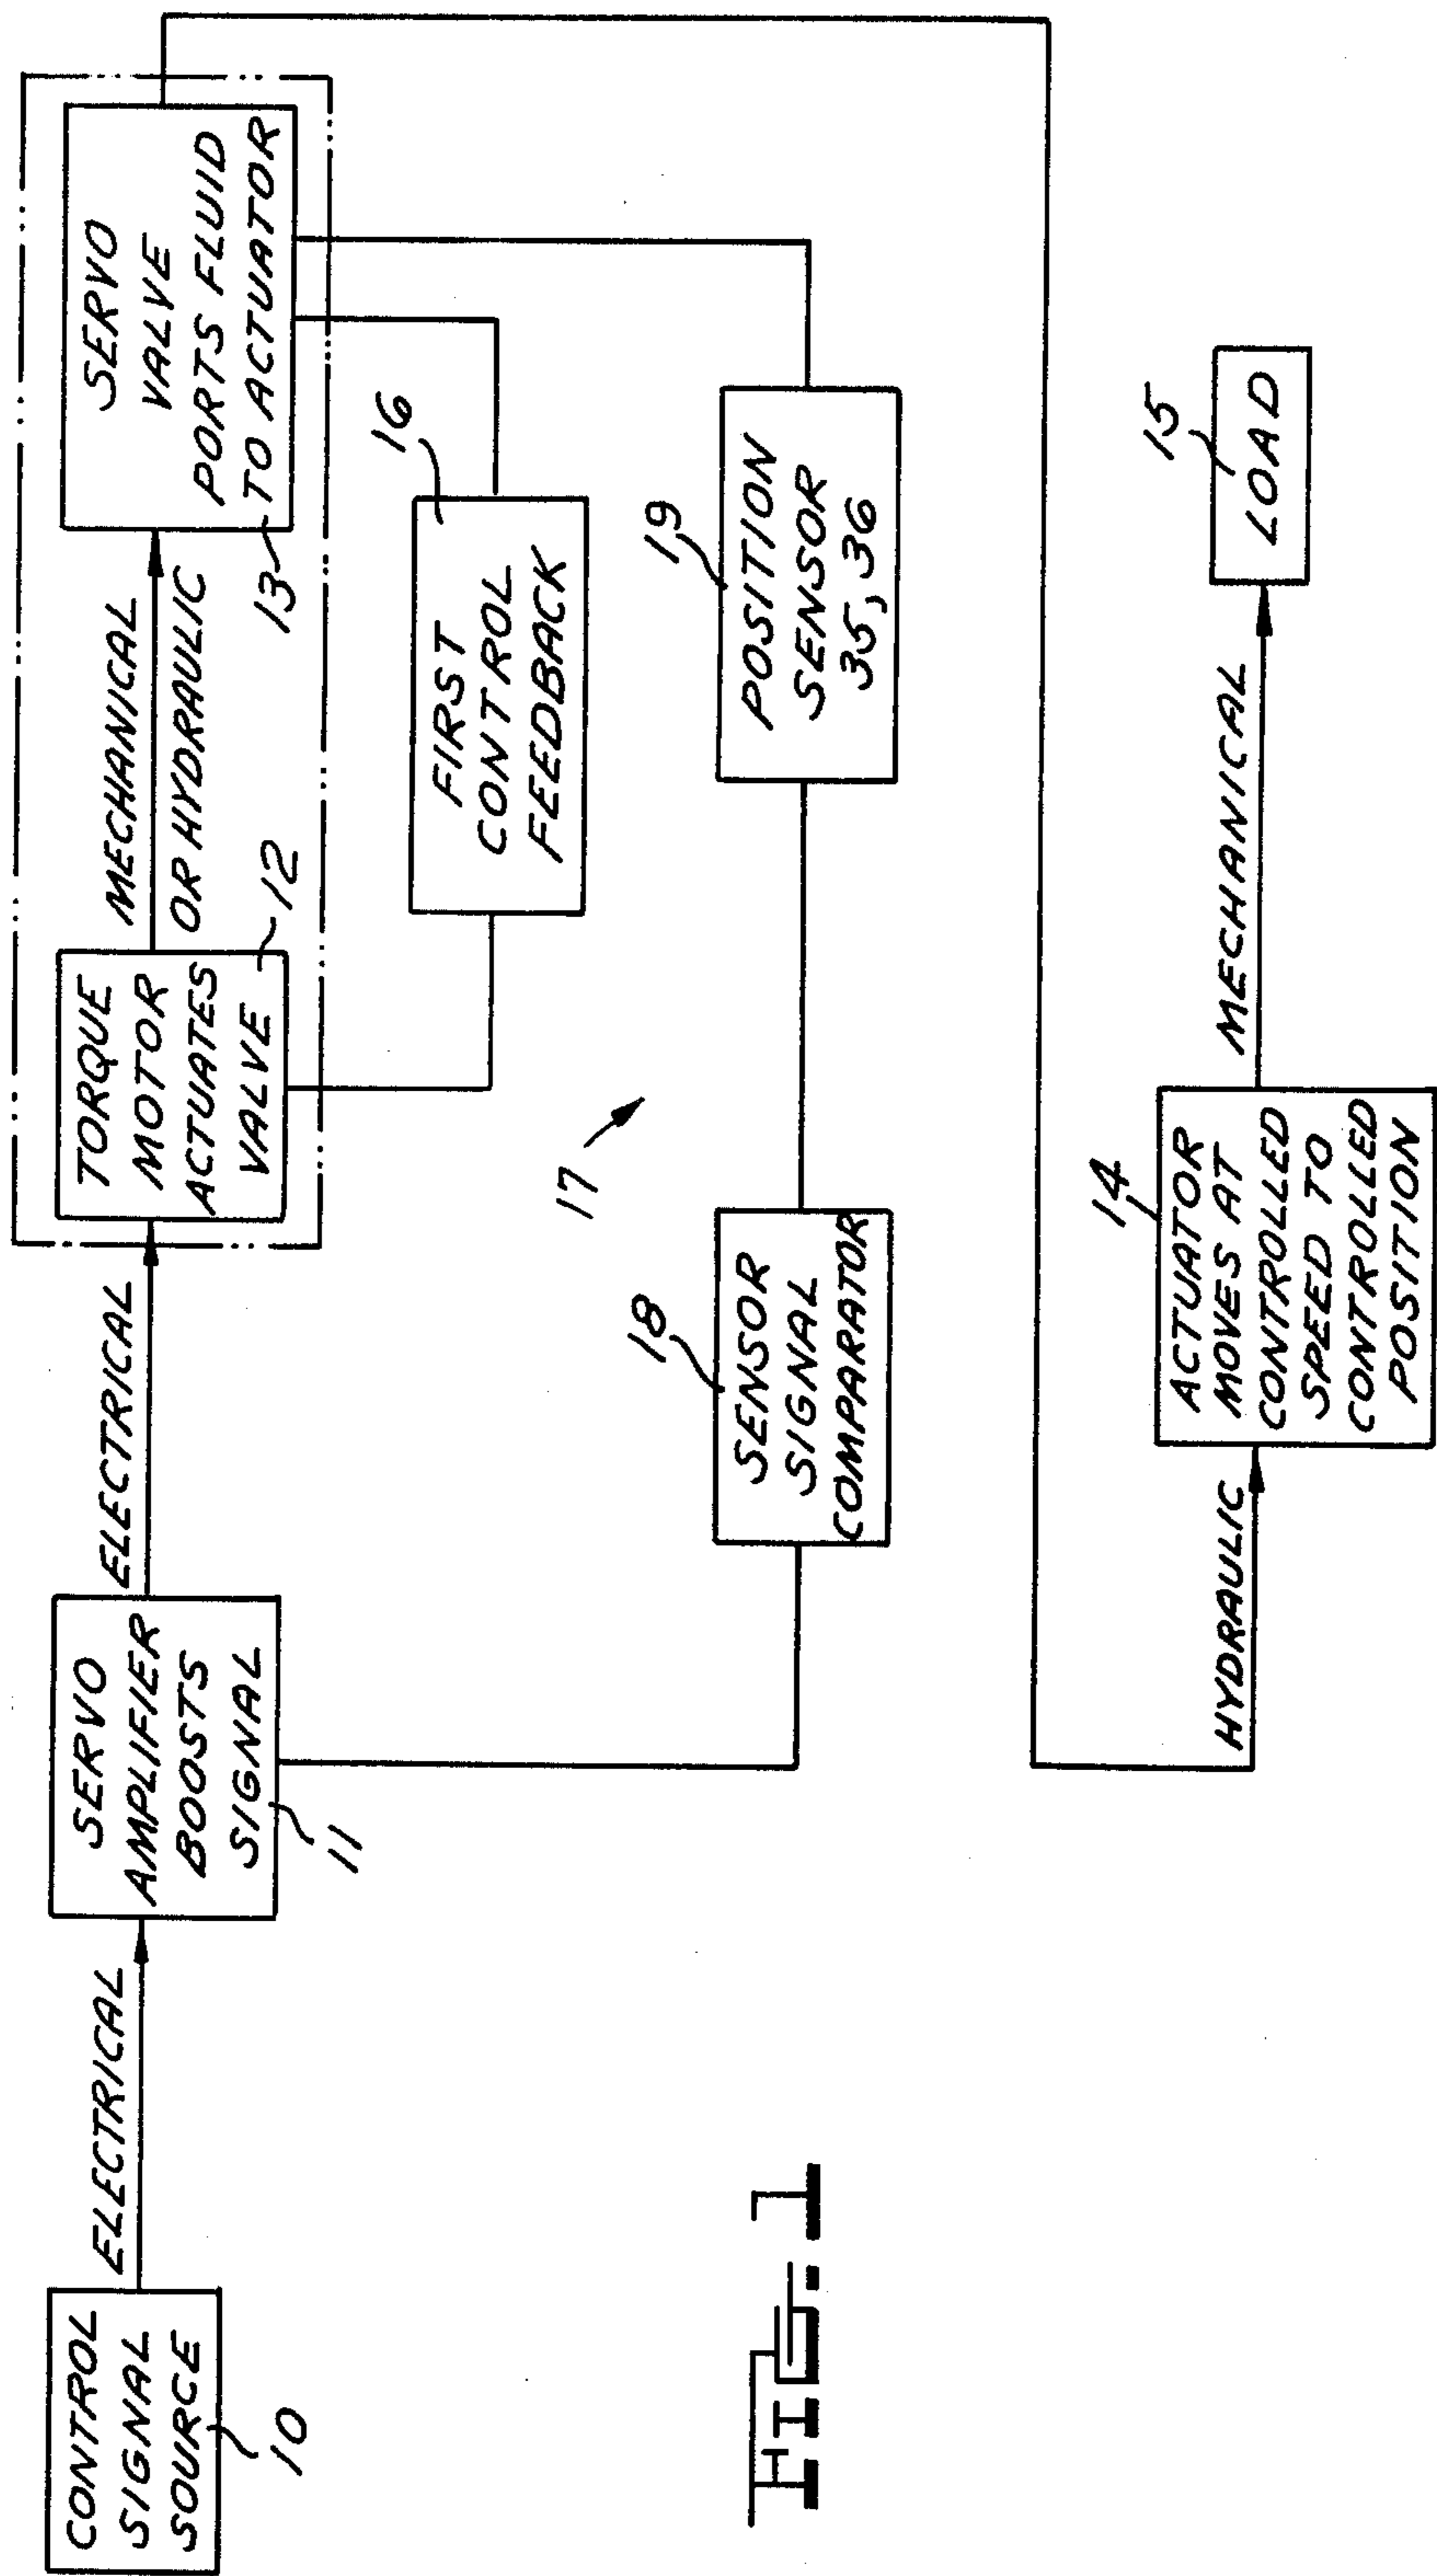 CONTROL
SIGNAL
SOURCE
10
ELECTRICAL
SERVO
AMPLIFIER
BOOSTS
SIGNAL
11
ELECTRICAL
TORQUE
MOTOR
ACTUATES
VALVE
12
MECHANICAL
OR HYDRAULIC
SERVO
VALVE
PORTS FLUID
TO ACTUATOR
13
FIRST
CONTROL
FEEDBACK
16
17
SENSOR
SIGNAL
COMPARATOR
18
POSITION
SENSOR
35, 36
19
HYDRAULIC
ACTUATOR
MOVES AT
CONTROLLED
SPEED TO
CONTROLLED
POSITION
14
MECHANICAL
LOAD
15
FIG. 1